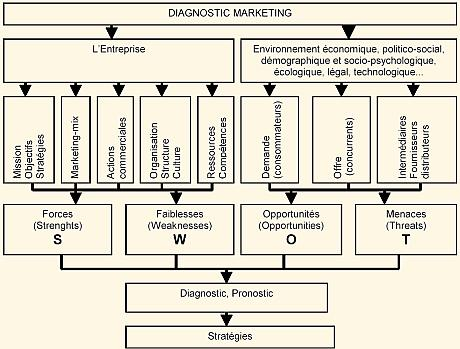 DIAGNOSTIC MARKETING
L'Entreprise
Environnement économique, politico-social,
démographique et socio-psychologique,
écologique, légal, technologique...
Mission
Objectifs
Stratégies
Marketing-mix
Actions
commerciales
Organisation
Structure
Culture
Ressources
Compétences
Demande
(consommateurs)
Offre
(concurrents)
Intermédiaires
Fournisseurs
distributeurs
Forces
(Strenghts)
S
Faiblesses
(Weaknesses)
W
Opportunités
(Opportunities)
O
Menaces
(Threats)
T
Diagnostic, Pronostic
Stratégies